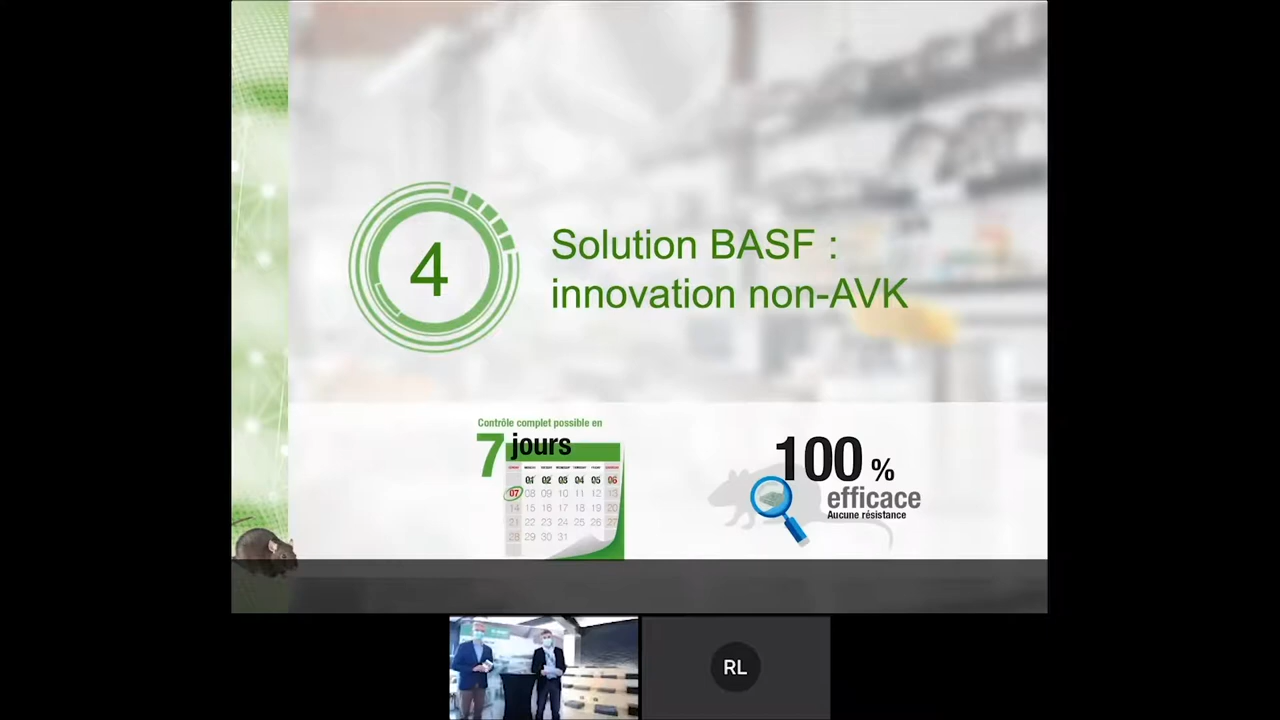 4
Solution BASF :
innovation non-AVK
Contrôle complet possible en
7 jours
01 02 03 04 05 06
07 08 09 10 11 12 13
14 15 16 17 18 19 20
21 22 23 24 25 26 27
28 29 30 31
100 %
efficace
Aucune résistance
RL